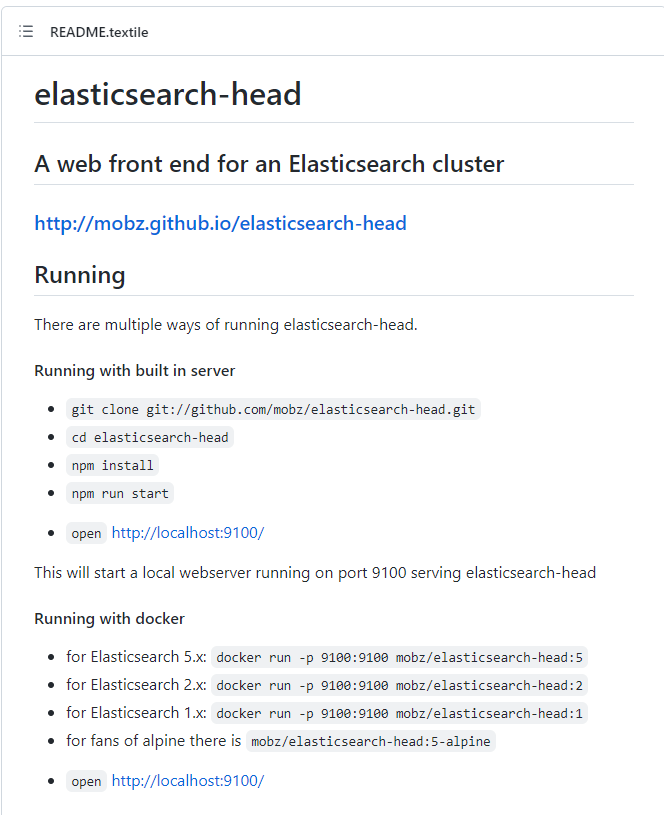 README.textile
elasticsearch-head
A web front end for an Elasticsearch cluster
http://mobz.github.io/elasticsearch-head
Running
There are multiple ways of running elasticsearch-head.
Running with built in server
git clone git://github.com/mobz/elasticsearch-head.git
cd elasticsearch-head
npm install
npm run start
open http://localhost:9100/
This will start a local webserver running on port 9100 serving elasticsearch-head
Running with docker
for Elasticsearch 5.x: docker run -p 9100:9100 mobz/elasticsearch-head:5
for Elasticsearch 2.x: docker run -p 9100:9100 mobz/elasticsearch-head:2
for Elasticsearch 1.x: docker run -p 9100:9100 mobz/elasticsearch-head:1
for fans of alpine there is mobz/elasticsearch-head:5-alpine
open http://localhost:9100/